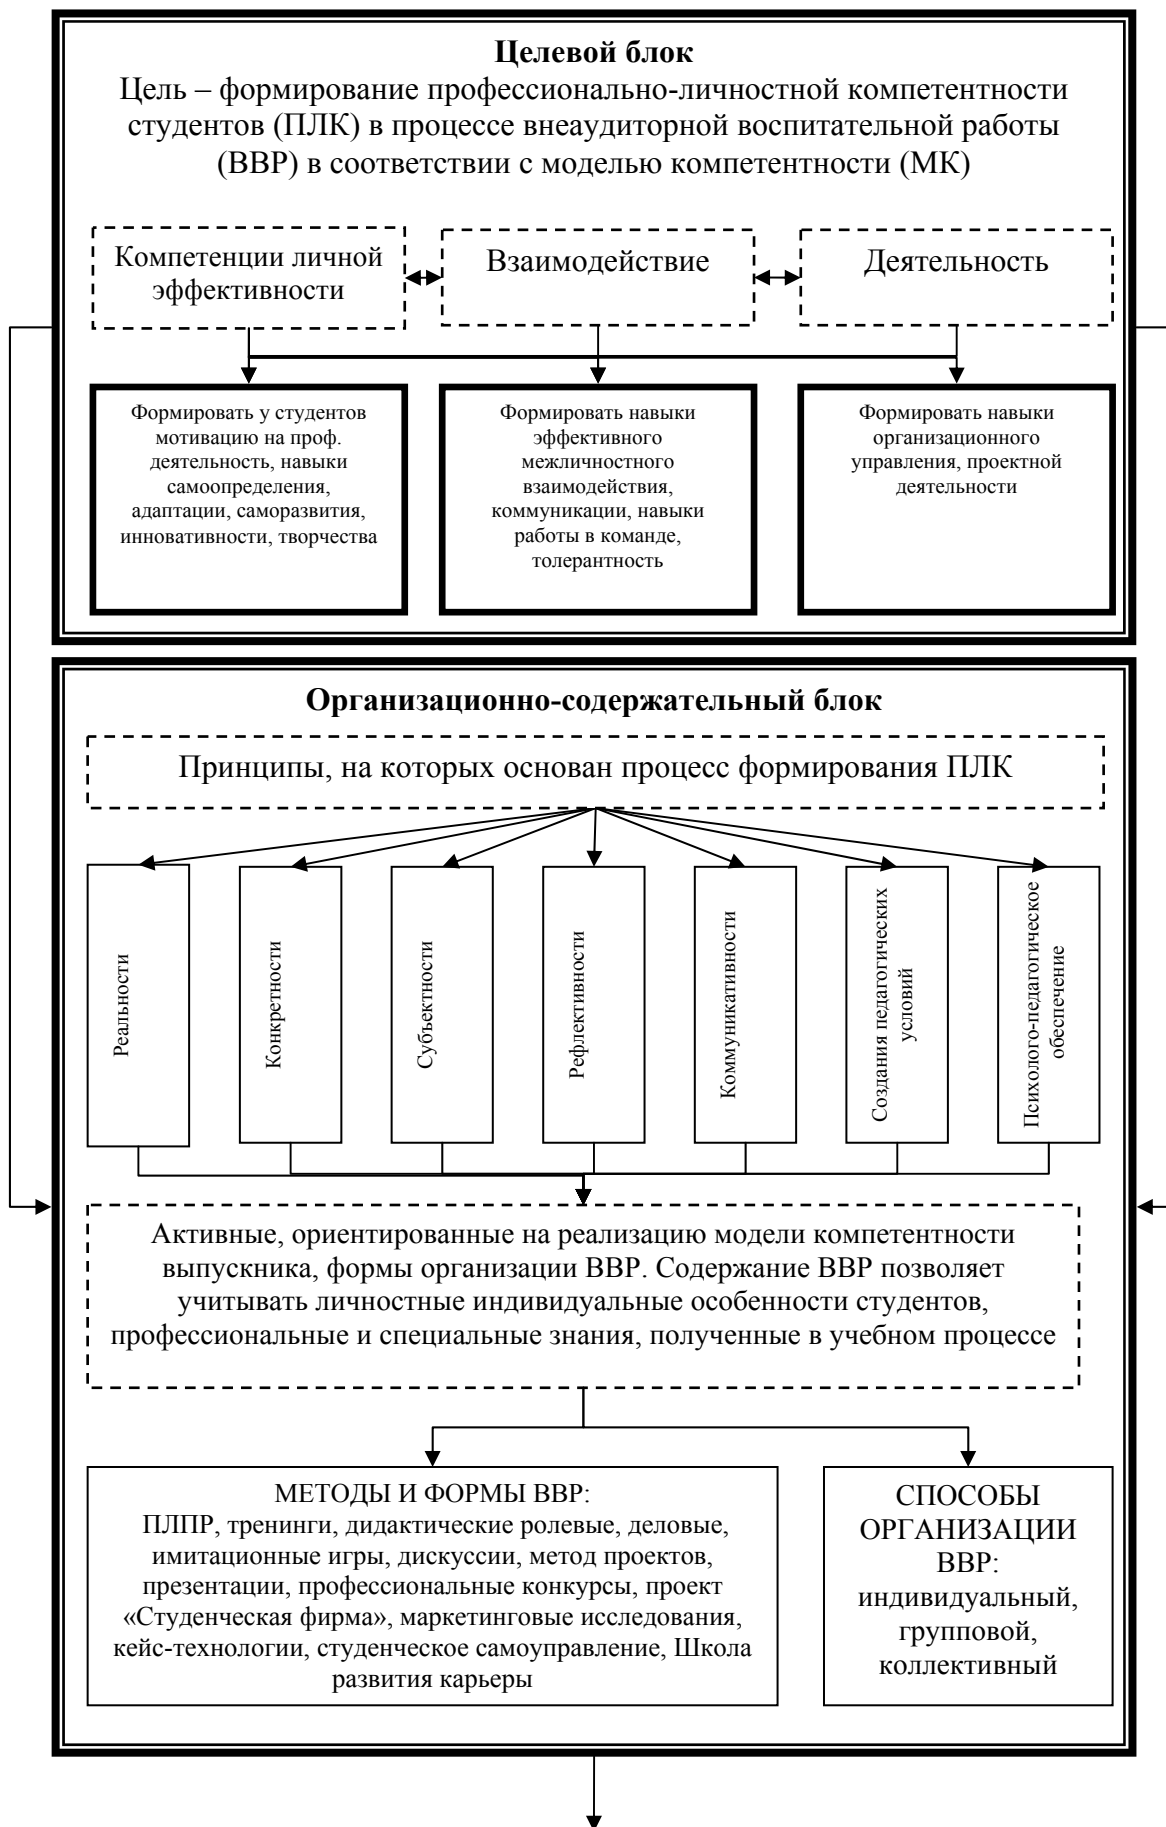 Целевой блок
Цель – формирование профессионально-личностной компетентности
студентов (ПЛК) в процессе внеаудиторной воспитательной работы
(ВВР) в соответствии с моделью компетентности (МК)
Компетенции личной
эффективности
Взаимодействие
Деятельность
Формировать у студентов
мотивацию на проф.
деятельность, навыки
самоопределения,
адаптации, саморазвития,
инновативности, творчества
Формировать навыки
эффективного
межличностного
взаимодействия,
коммуникации, навыки
работы в команде,
толерантность
Формировать навыки
организационного
управления, проектной
деятельности
Организационно-содержательный блок
Принципы, на которых основан процесс формирования ПЛК
Реальности
Конкретности
Субъектности
Рефлективности
Коммуникативности
Создания педагогических
условий
Психолого-педагогическое
обеспечение
Активные, ориентированные на реализацию модели компетентности
выпускника, формы организации ВВР. Содержание ВВР позволяет
учитывать личностные индивидуальные особенности студентов,
профессиональные и специальные знания, полученные в учебном процессе
МЕТОДЫ И ФОРМЫ ВВР:
ПЛПР, тренинги, дидактические ролевые, деловые,
имитационные игры, дискуссии, метод проектов,
презентации, профессиональные конкурсы, проект
«Студенческая фирма», маркетинговые исследования,
кейс-технологии, студенческое самоуправление, Школа
развития карьеры
СПОСОБЫ
ОРГАНИЗАЦИИ
ВВР:
индивидуальный,
групповой,
коллективный